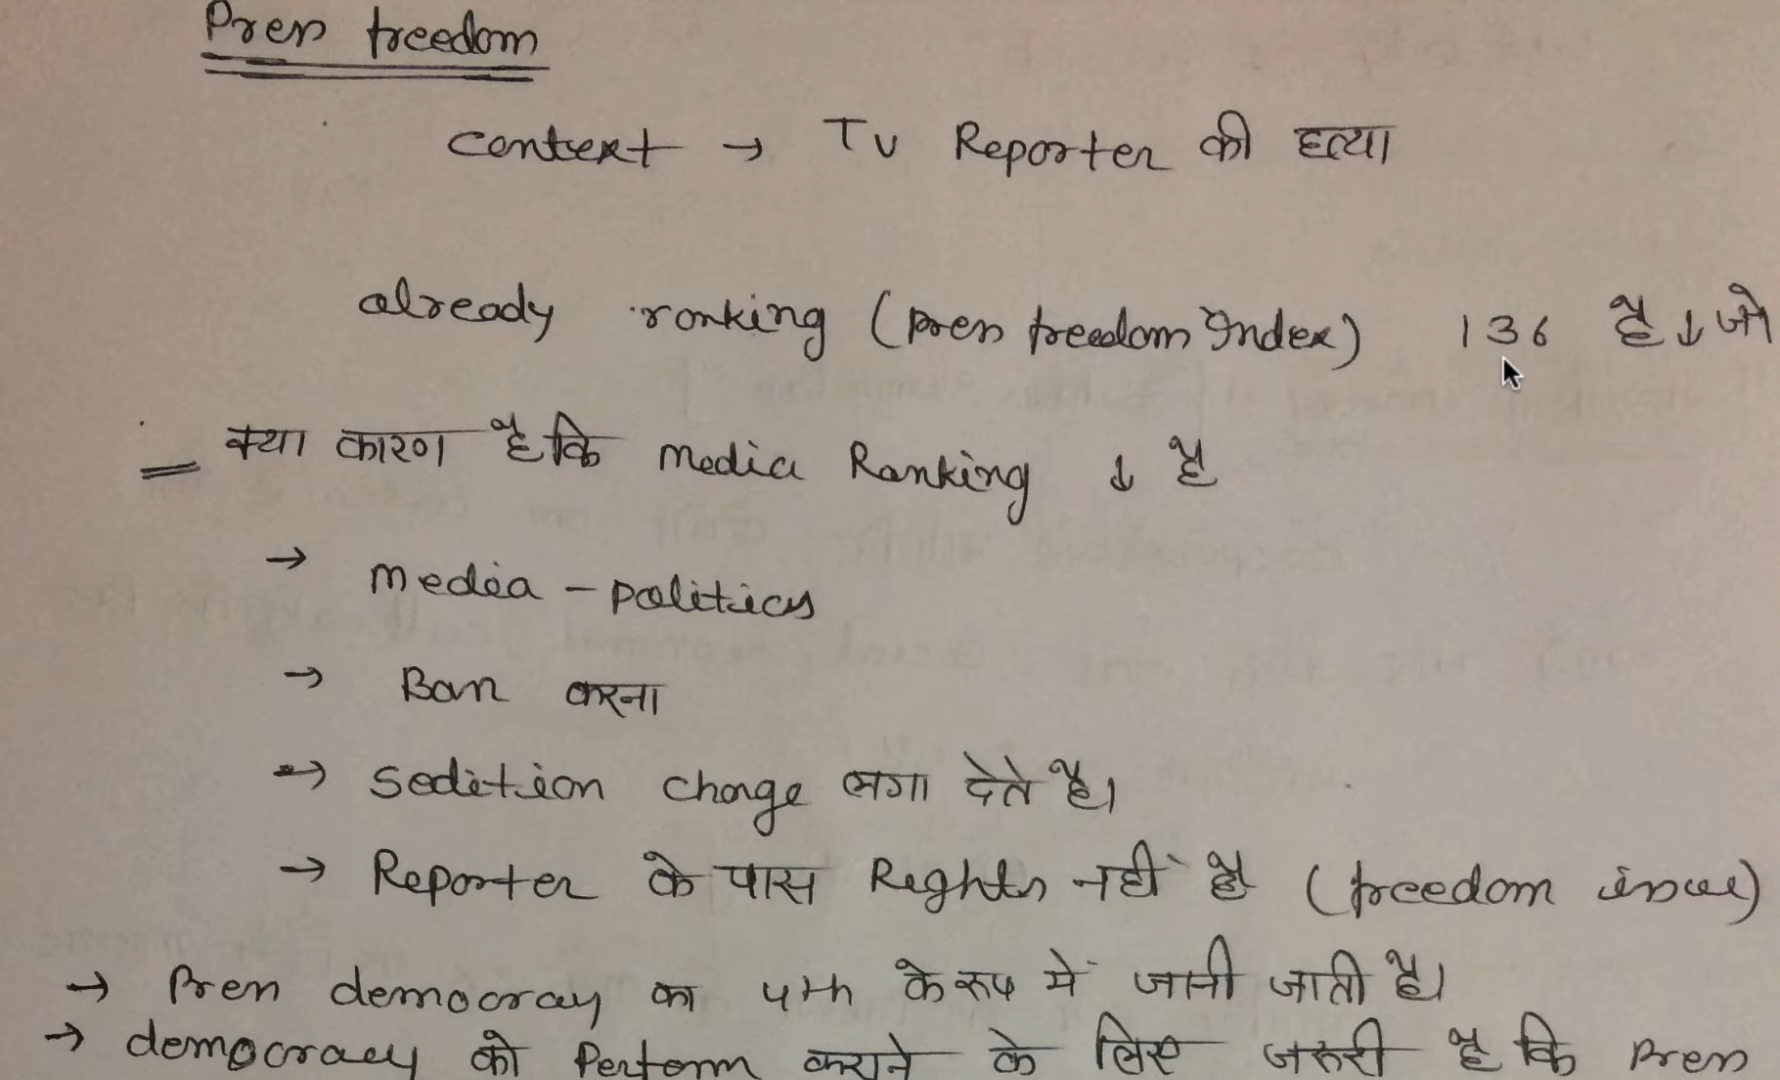 Press freedom
context → TV Reporter की हत्या
already ranking (press freedom Index) 136 है ↓ जो
= क्या कारण है कि media Ranking ↓ है
→ media - politics
→ Ban करना
→ sedition charge लगा देते है।
→ Reporter के पास Rights नहीं है (freedom issue)
→ Press democracy का 4th के रूप में जानी जाती है।
→ democracy को Perform कराने के लिए जरूरी है कि Press